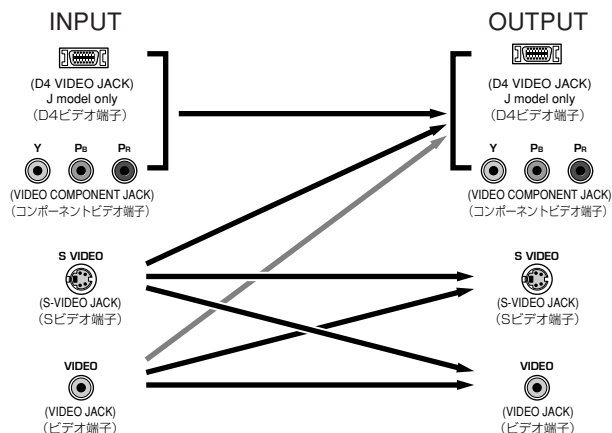 INPUT
OUTPUT
(D4 VIDEO JACK)
J model only
(D4ビデオ端子)
Y PB PR
(VIDEO COMPONENT JACK)
(コンポーネントビデオ端子)
S VIDEO
(S-VIDEO JACK)
(Sビデオ端子)
VIDEO
(VIDEO JACK)
(ビデオ端子)
(D4 VIDEO JACK)
J model only
(D4ビデオ端子)
Y PB PR
(VIDEO COMPONENT JACK)
(コンポーネントビデオ端子)
S VIDEO
(S-VIDEO JACK)
(Sビデオ端子)
VIDEO
(VIDEO JACK)
(ビデオ端子)